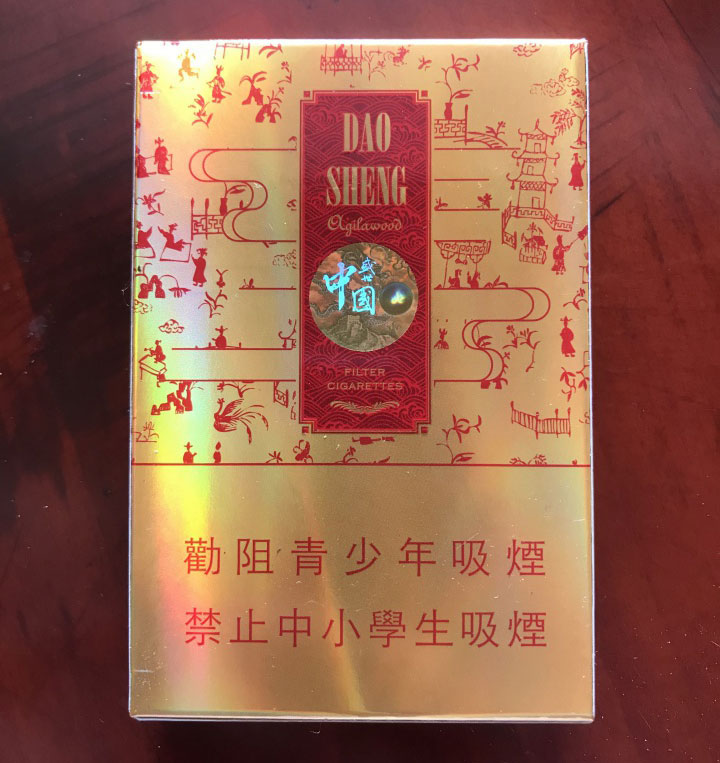 DAO
SHENG
Agilawood
盛世
中國
FILTER
CIGARETTES
勸阻青少年吸煙
禁止中小學生吸煙